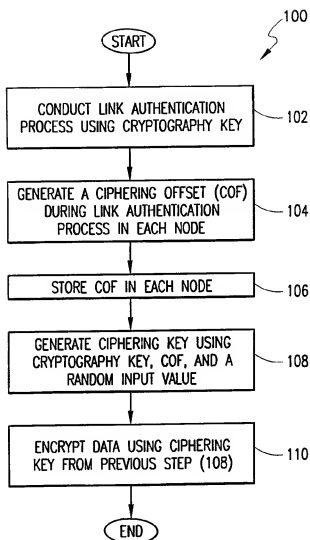 100
START
CONDUCT LINK AUTHENTICATION
PROCESS USING CRYPTOGRAPHY KEY
102
GENERATE A CIPHERING OFFSET (COF)
DURING LINK AUTHENTICATION
PROCESS IN EACH NODE
104
STORE COF IN EACH NODE
106
GENERATE CIPHERING KEY USING
CRYPTOGRAPHY KEY, COF, AND A
RANDOM INPUT VALUE
108
ENCRYPT DATA USING CIPHERING
KEY FROM PREVIOUS STEP (108)
110
END